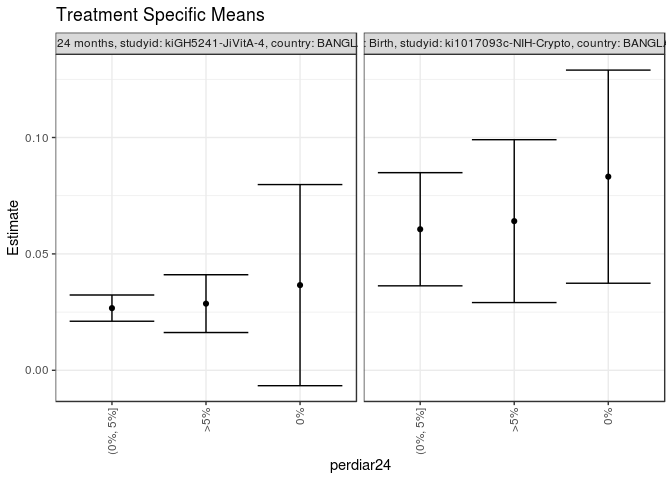 Treatment Specific Means
24 months, studyid: kiGH5241-JiVitA-4, country: BANGL
: Birth, studyid: ki1017093c-NIH-Crypto, country: BANGL
0.10
0.05
0.00
Estimate
(0%, 5%]
>5%
0%
(0%, 5%]
>5%
0%
perdiar24